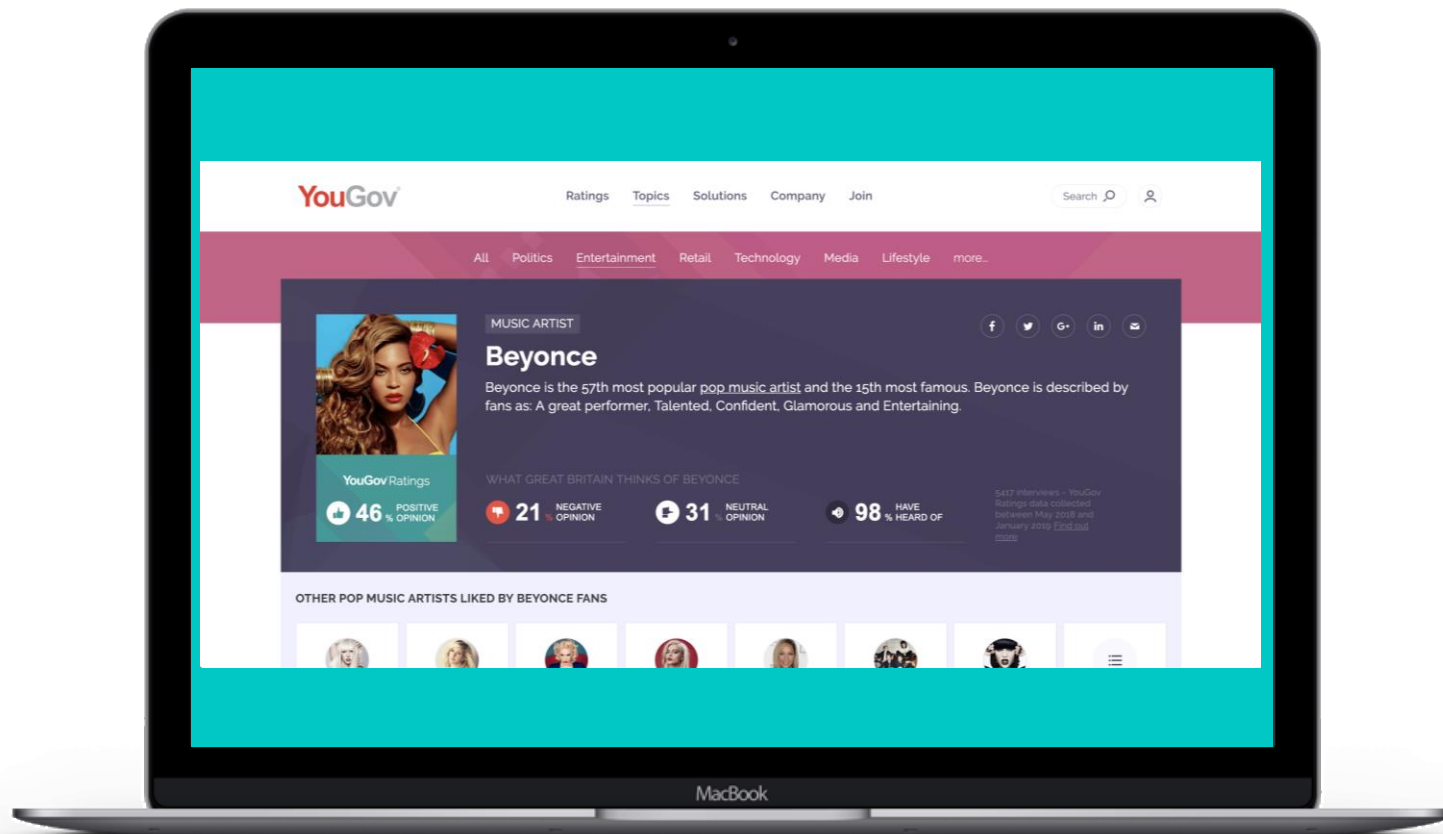 YouGov
Ratings Topics Solutions Company Join
Search
All Politics Entertainment Retail Technology Media Lifestyle more...
MUSIC ARTIST
Beyonce
Beyonce is the 57th most popular pop music artist and the 15th most famous. Beyonce is described by
fans as: A great performer, Talented, Confident, Glamorous and Entertaining.
YouGov Ratings
46 % POSITIVE OPINION
WHAT GREAT BRITAIN THINKS OF BEYONCE
21 % NEGATIVE OPINION
31 % NEUTRAL OPINION
98 % HAVE HEARD OF
5417 interviews - YouGov
Ratings data collected
between May 2018 and
January 2019 Find out
more
OTHER POP MUSIC ARTISTS LIKED BY BEYONCE FANS
MacBook